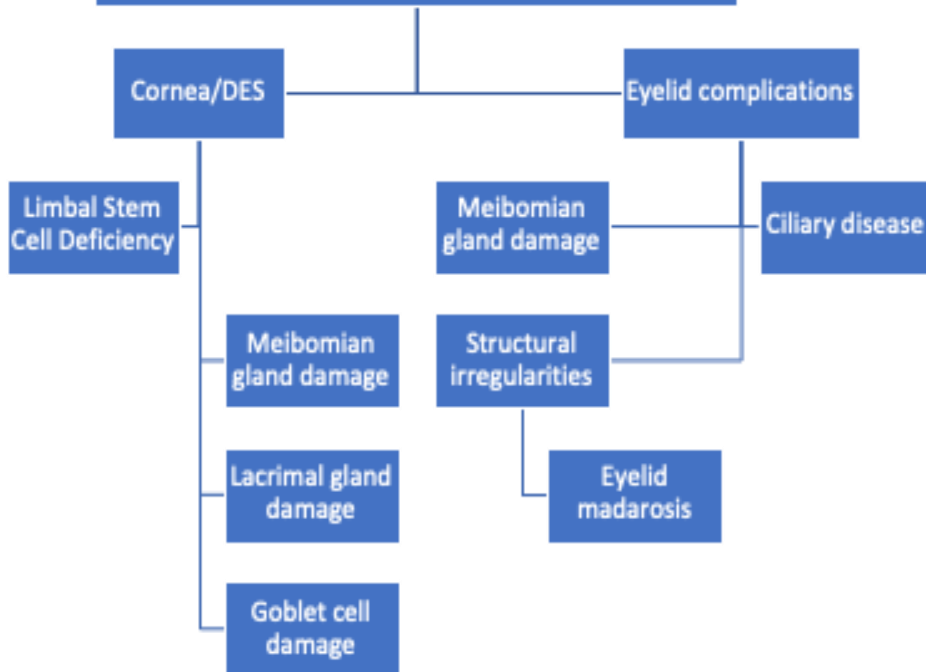 Cornea/DES
Eyelid complications
Limbal Stem
Cell Deficiency
Meibomian
gland damage
Ciliary disease
Meibomian
gland damage
Structural
irregularities
Lacrimal gland
damage
Eyelid
madarosis
Goblet cell
damage